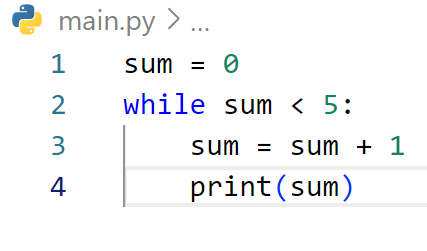 main.py > ...
1 sum = 0
2 while sum < 5:
3     sum = sum + 1
4     print(sum)